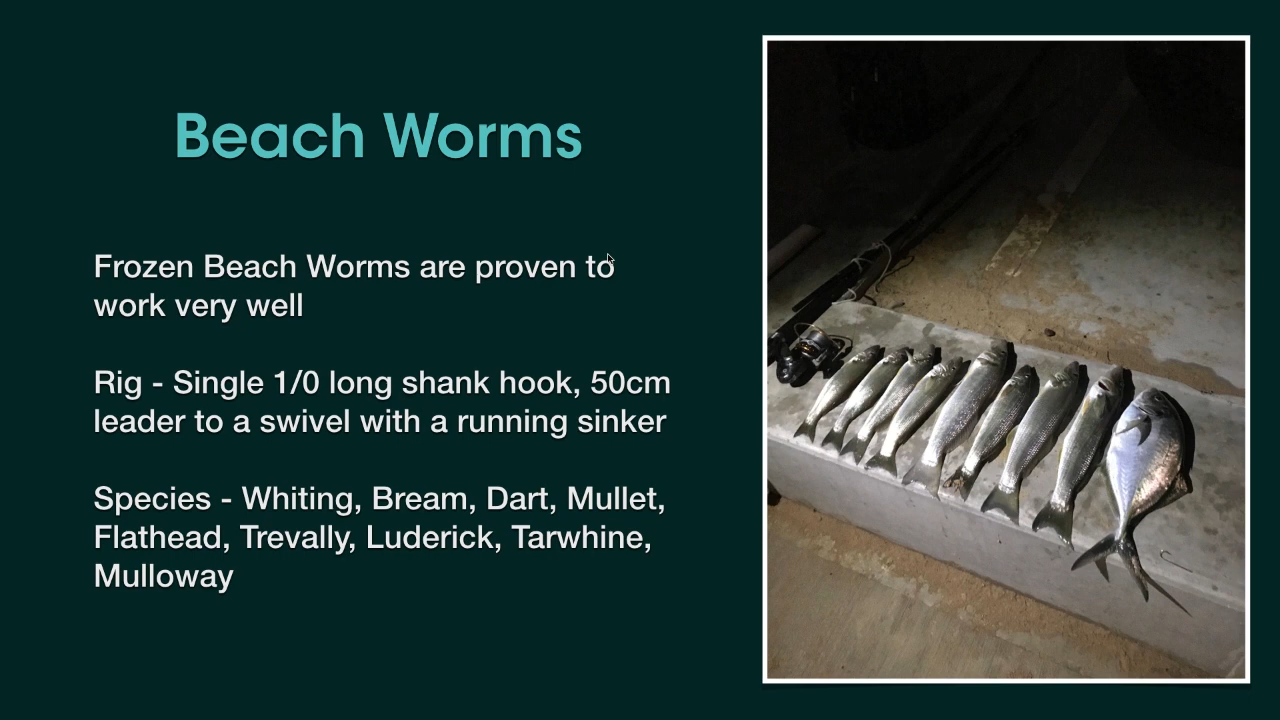 Beach Worms
Frozen Beach Worms are proven to
work very well
Rig - Single 1/0 long shank hook, 50cm
leader to a swivel with a running sinker
Species - Whiting, Bream, Dart, Mullet,
Flathead, Trevally, Luderick, Tarwhine,
Mulloway